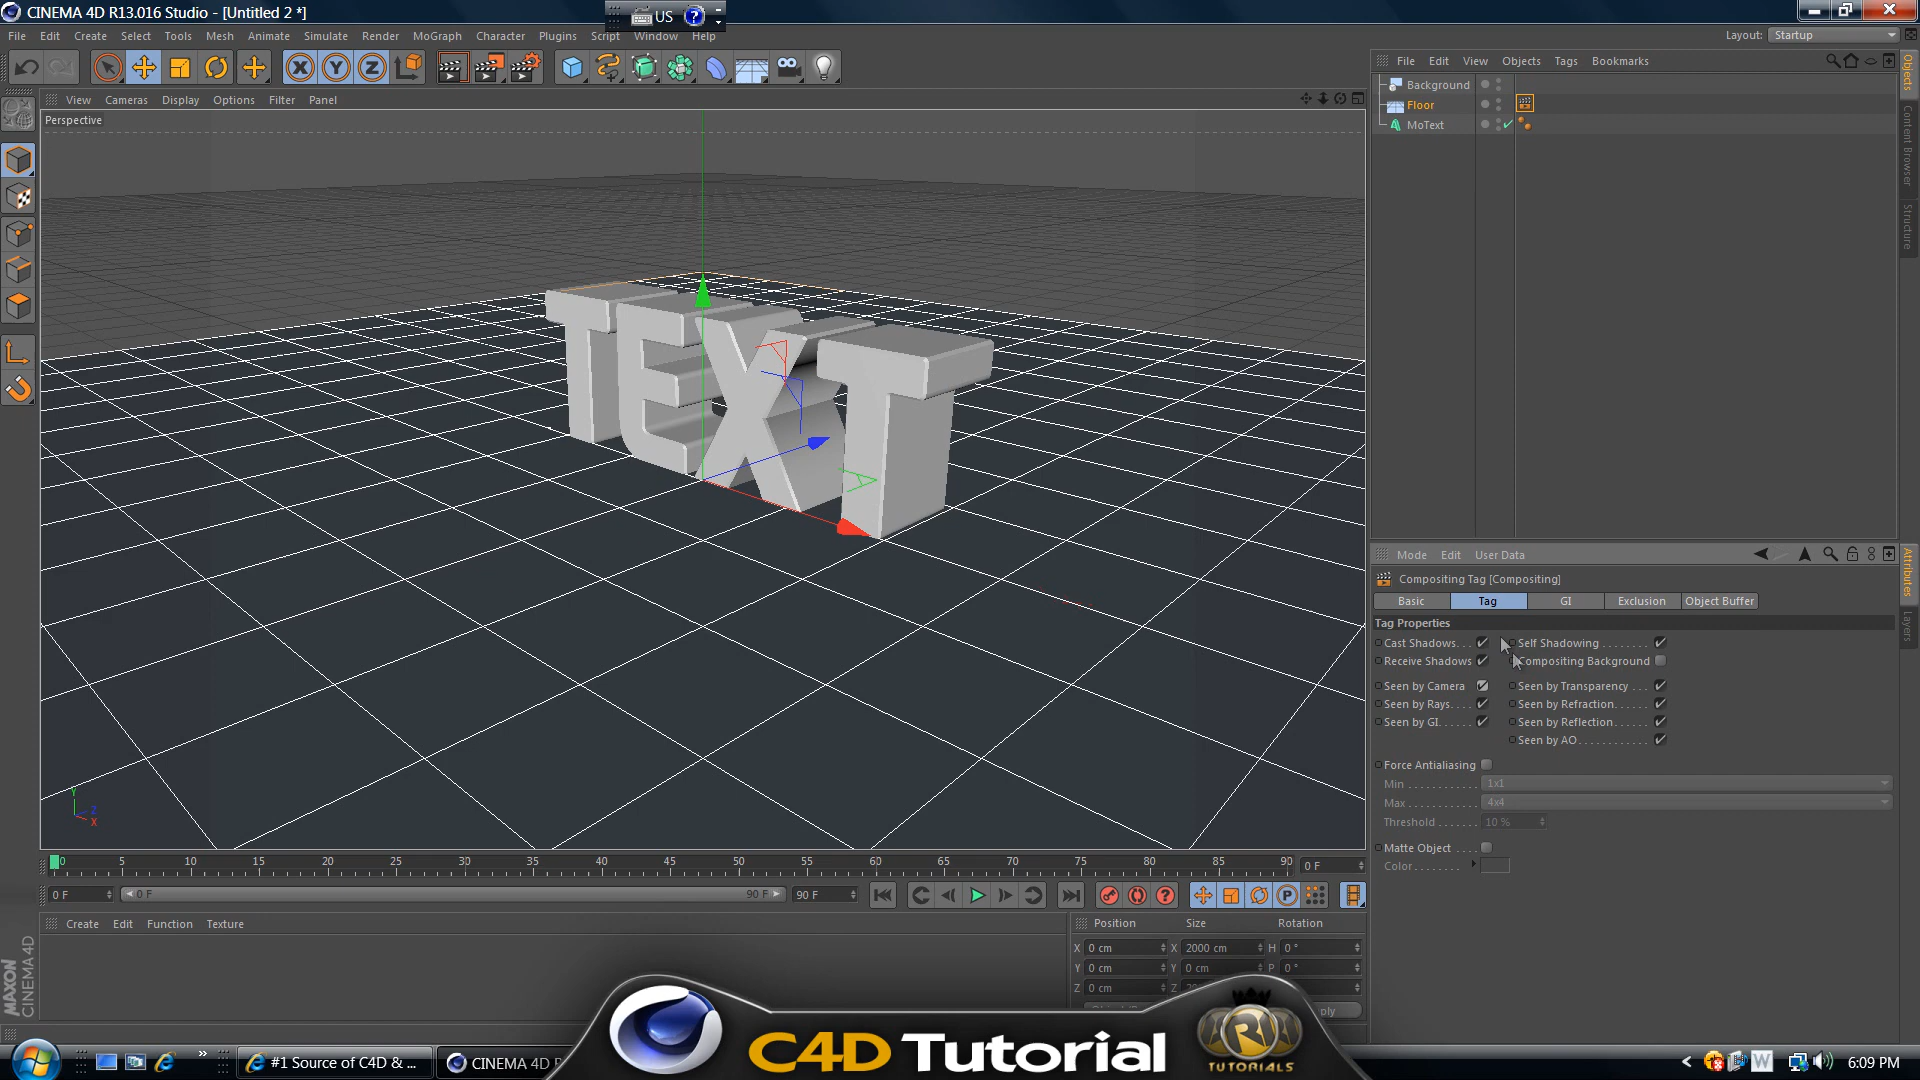 CINEMA 4D R13.016 Studio - [Untitled 2 *]
US
File Edit Create Select Tools Mesh Animate Simulate Render MoGraph Character Plugins Script Window Help
Layout: Startup
File Edit View Objects Tags Bookmarks
X Y Z
View Cameras Display Options Filter Panel
Perspective
Background
Floor
MoText
Objects
Content Browser
Structure
TEXT
Mode Edit User Data
Compositing Tag [Compositing]
Basic Tag GI Exclusion Object Buffer
Tag Properties
Cast Shadows. . . Self Shadowing . . . . . . . .
Receive Shadows Compositing Background
Seen by Camera Seen by Transparency . . .
Seen by Rays. . . . Seen by Refraction. . . . . .
Seen by GI. . . . . . Seen by Reflection. . . . . .
Seen by AO. . . . . . . . . . . .
Force Antialiasing
Min . . . . . . . . . . . 1x1
Max . . . . . . . . . . . 4x4
Threshold . . . . . . . 10 %
Matte Object . . . .
Color. . . . . . . .
Attributes
Layers
Y
Z
X
0 5 10 15 20 25 30 35 40 45 50 55 60 65 70 75 80 85 90 0 F
0 F 0 F 90 F 90 F
P
Create Edit Function Texture
Position Size Rotation
X 0 cm X 2000 cm H 0 °
Y 0 cm Y 0 cm P 0 °
Z 0 cm Z
ply
MAXON
CINEMA 4D
C4D Tutorial
R
TUTORIALS
#1 Source of C4D & ...
CINEMA 4D
W
6:09 PM